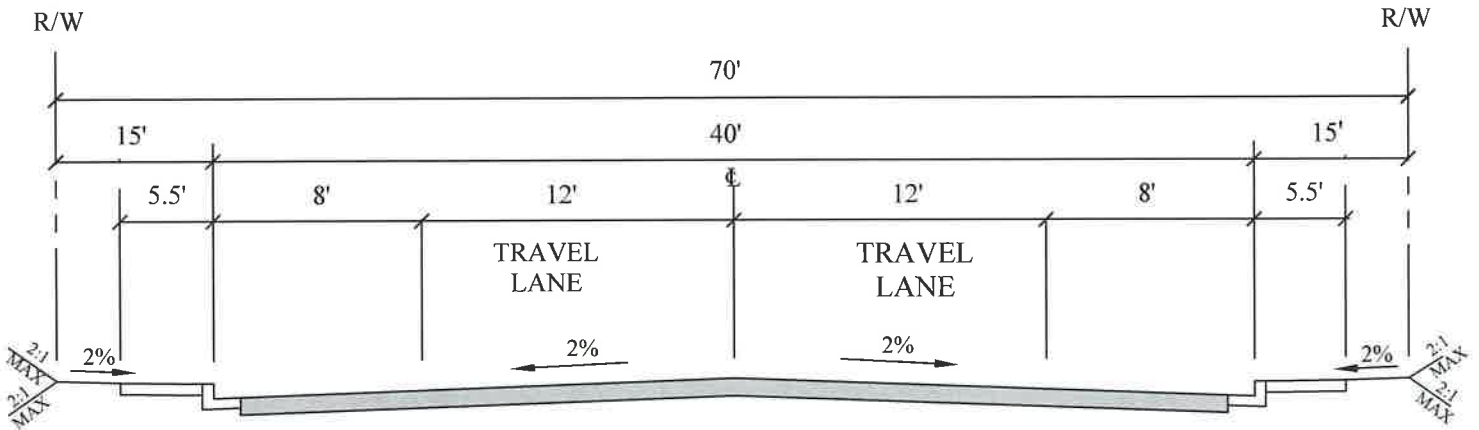 R/W
R/W
70'
15'
40'
15'
5.5'
8'
12'
℄
12'
8'
5.5'
TRAVEL
LANE
TRAVEL
LANE
2:1
MAX
2:1
MAX
2%
2%
2%
2%
2:1
MAX
2:1
MAX